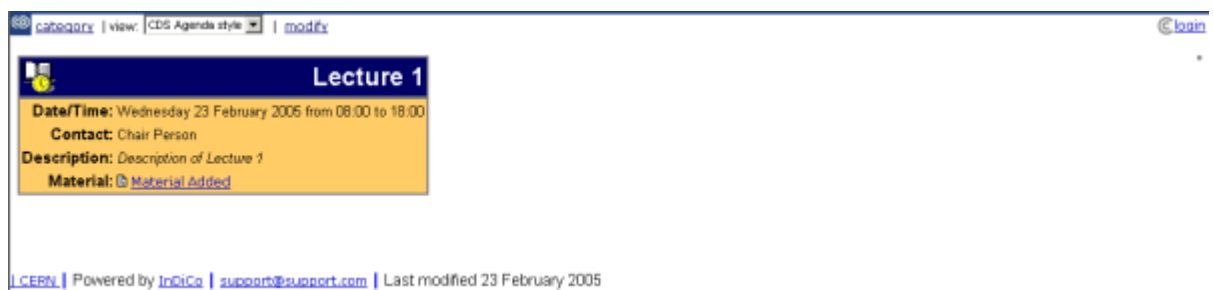 category | view: CDS Agenda style | modify
login
Lecture 1
Date/Time: Wednesday 23 February 2005 from 08:00 to 18:00
Contact: Chair Person
Description: Description of Lecture 1
Material: Material Added
| CERN | Powered by InDiCo | support@support.com | Last modified 23 February 2005